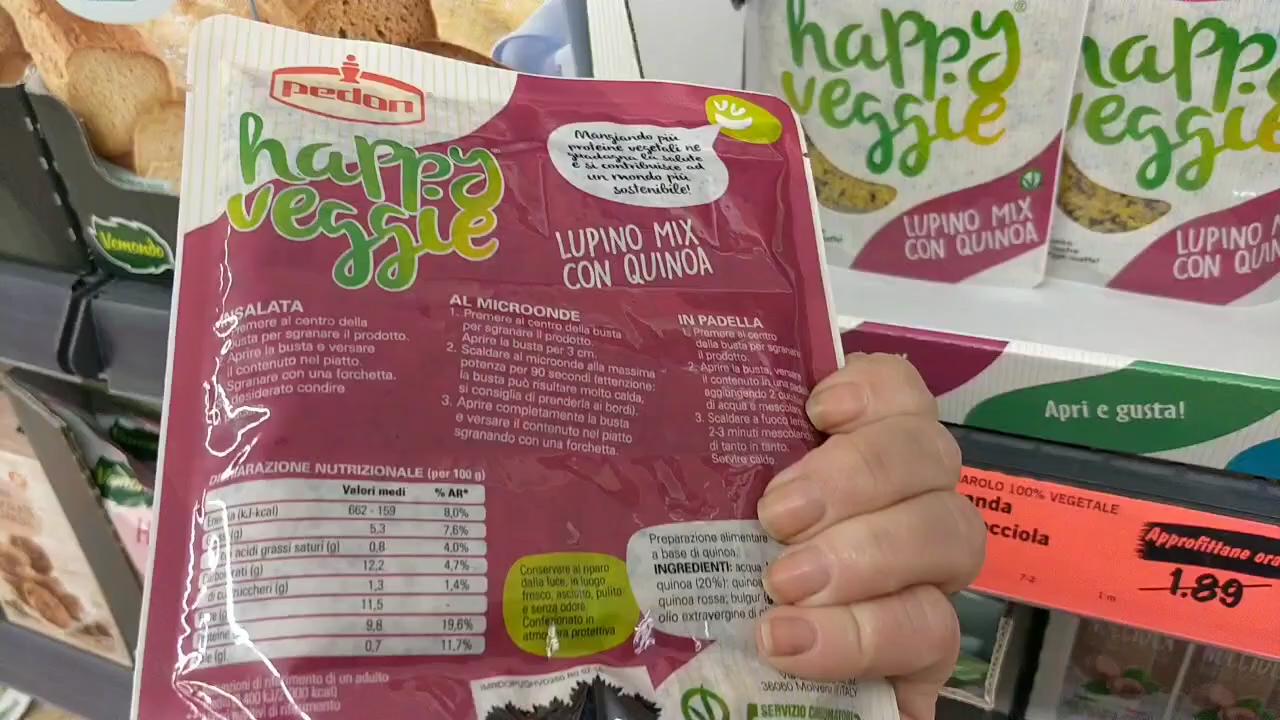 pedon
happy
veggie
Mangiando più
proteine vegetali ne
guadagna la salute
e si contribuisce ad
un mondo più
sostenibile!
LUPINO MIX
CON QUINOA
INSALATA
Premere al centro della
busta per sgranare il prodotto.
Aprire la busta e versare
il contenuto nel piatto.
Sgranare con una forchetta.
desiderato condire
AL MICROONDE
1. Premere al centro della busta
per sgranare il prodotto.
Aprire la busta per 3 cm.
2. Scaldare al microonde alla massima
potenza per 90 secondi (attenzione:
la busta può risultare molto calda,
si consiglia di prenderla ai bordi).
3. Aprire completamente la busta
e versare il contenuto nel piatto
sgranando con una forchetta.
IN PADELLA
1. Premere al centro
della busta per sgranare
il prodotto.
2. Aprire la busta, versare
il contenuto in una
aggiungendo 2
di acqua e
3. Scaldare a fuoco
2-3 minuti
di tanto in tanto.
Servire caldo.
NUTRIZIONALE (per 100 g)
Valori medi % AR*
(kJ-kcal) 662 - 159 8,0%
(g) 5,3 7,6%
acidi grassi saturi (g) 0,8 4,0%
(g) 12,2 4,7%
di cui zuccheri (g) 1,3 1,4%
11,5 -
9,8 19,6%
(g) 0,7 11,7%
di un adulto
Conservare al riparo
dalla luce, in luogo
fresco, asciutto, pulito
e senza odore.
Confezionato in
atmosfera protettiva
Preparazione alimentare
a base di quinoa.
INGREDIENTI: acqua
quinoa (20%): quinoa
quinoa rossa; bulgur
olio extravergine di
ITALY
SERVIZIO
Vemondo
happy
veggie
LUPINO MIX
CON QUINOA
happy
veggie
LUPINO
CON
Apri e gusta!
100% VEGETALE
Approfittane ora
1.89